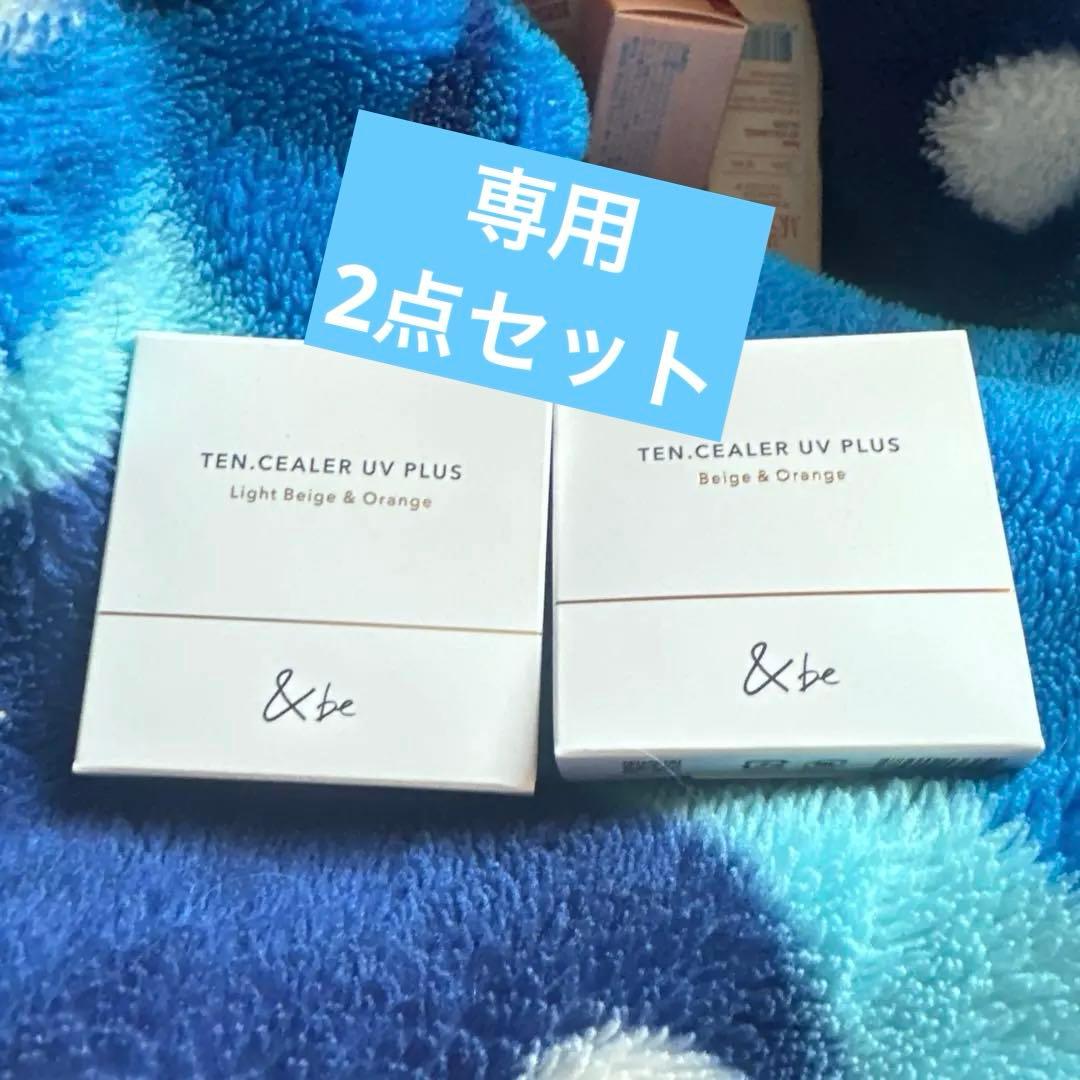 専用
2点セット
TEN.CEALER UV PLUS
Light Beige & Orange
&be
TEN.CEALER UV PLUS
Beige & Orange
&be